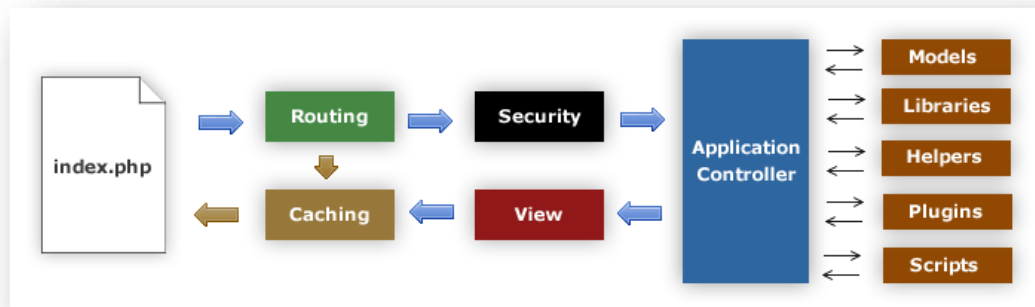 index.php
Routing
Security
Caching
View
Application
Controller
Models
Libraries
Helpers
Plugins
Scripts